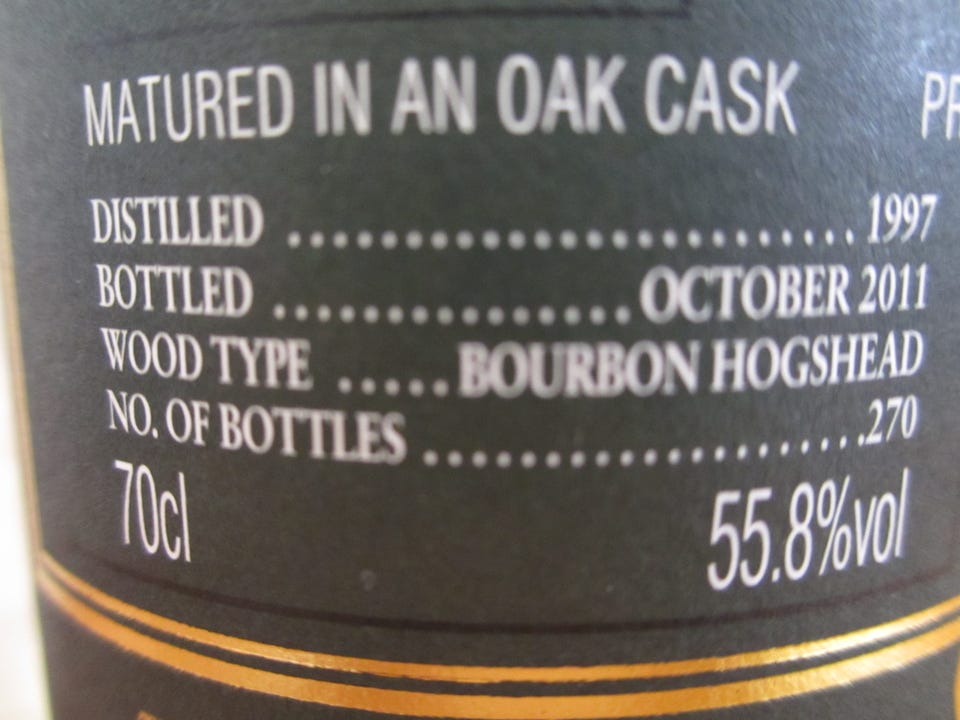 MATURED IN AN OAK CASK
DISTILLED ........................... 1997
BOTTLED ................ OCTOBER 2011
WOOD TYPE ..... BOURBON HOGSHEAD
NO. OF BOTTLES .....................270
70cl 55.8%vol